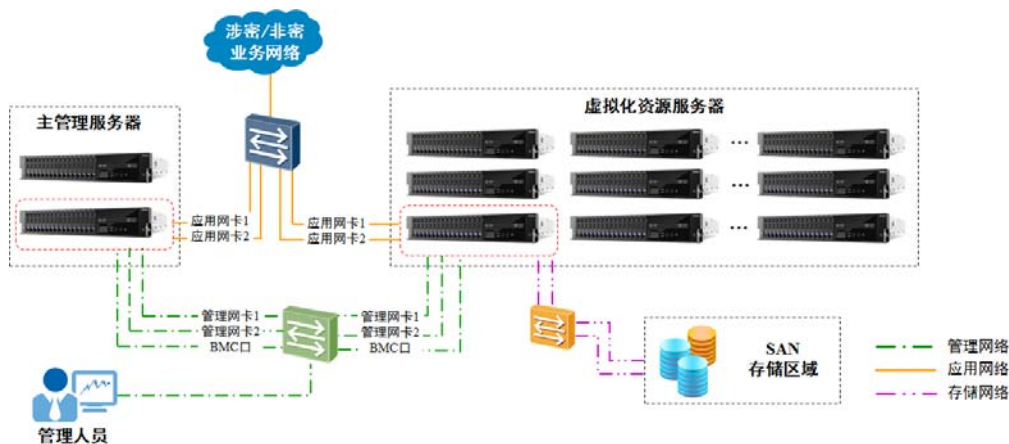 涉密/非密
业务网络
主管理服务器
虚拟化资源服务器
...
...
...
应用网卡1
应用网卡2
应用网卡1
应用网卡2
管理网卡1
管理网卡2
BMC口
管理网卡1
管理网卡2
BMC口
SAN
存储区域
管理网络
应用网络
存储网络
管理人员